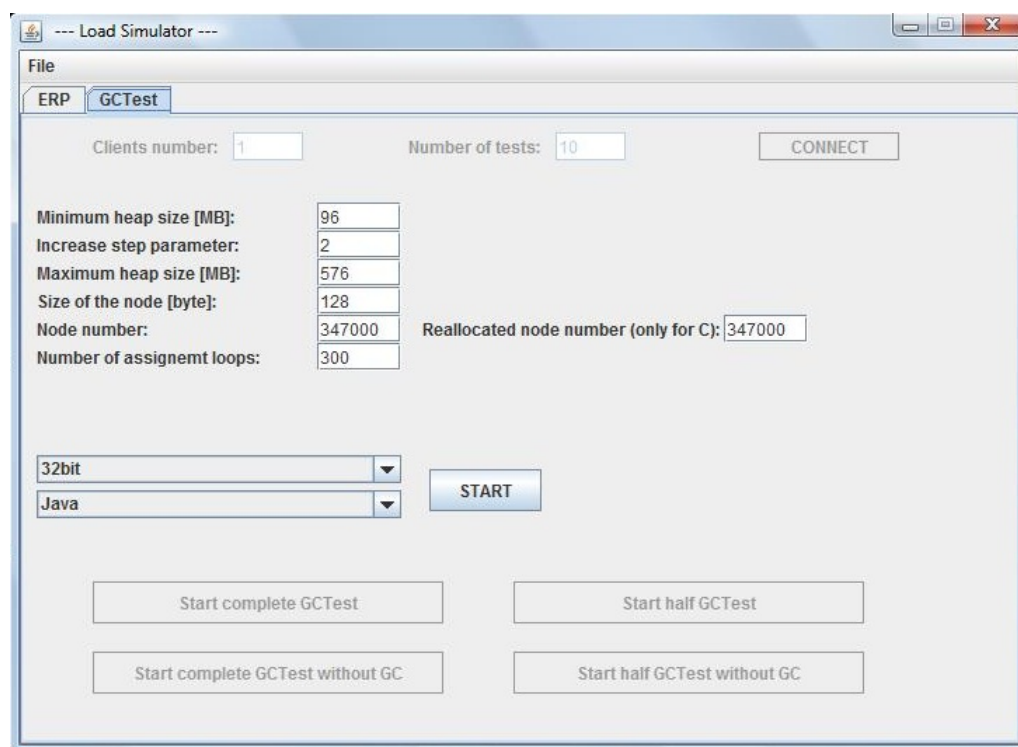 --- Load Simulator ---
File
ERP GCTest
Clients number: 1 Number of tests: 10 CONNECT
Minimum heap size [MB]: 96
Increase step parameter: 2
Maximum heap size [MB]: 576
Size of the node [byte]: 128
Node number: 347000 Reallocated node number (only for C): 347000
Number of assignemt loops: 300
32bit
START
Java
Start complete GCTest Start half GCTest
Start complete GCTest without GC Start half GCTest without GC